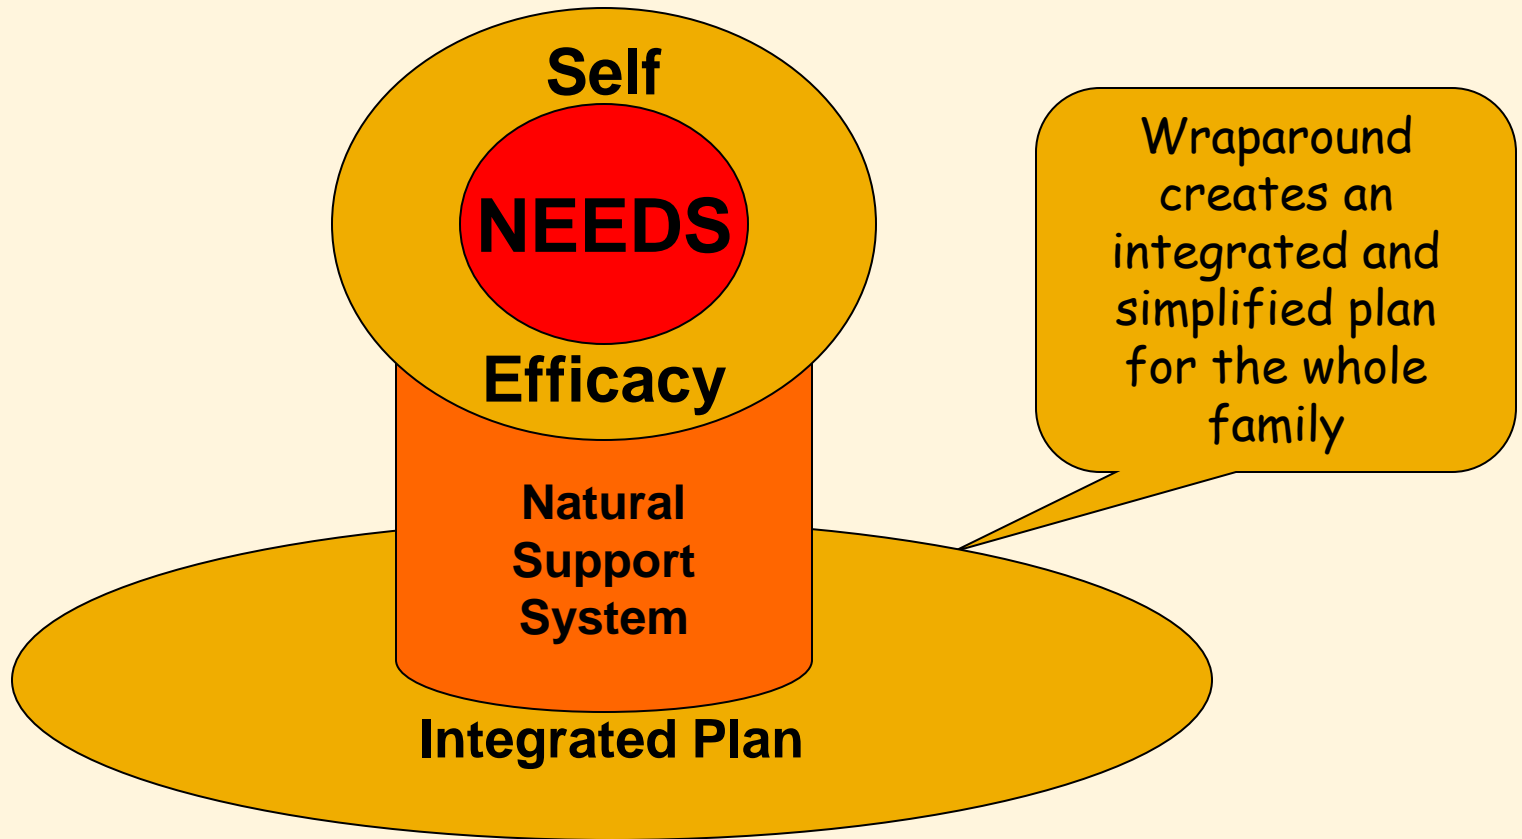 Self
NEEDS
Efficacy
Natural
Support
System
Integrated Plan
Wraparound
creates an
integrated and
simplified plan
for the whole
family